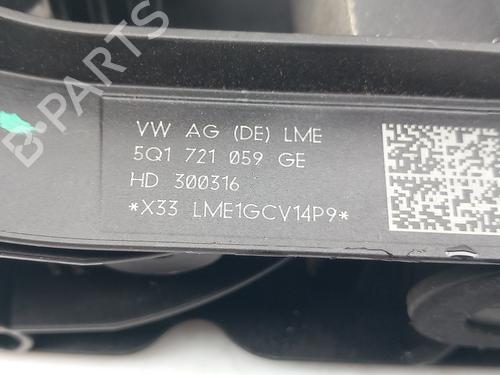 B-PARTS
VW AG (DE) LME
5Q1 721 059 GE
HD 300316
*X33 LME1GCV14P9*